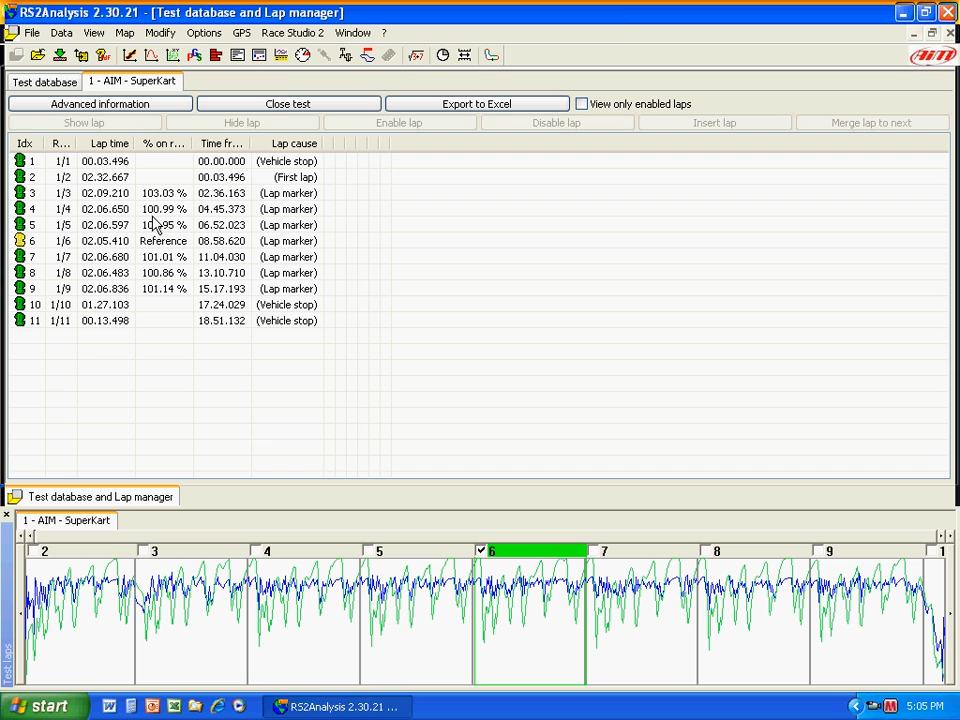 RS2Analysis 2.30.21 - [Test database and Lap manager]
File Data View Map Modify Options GPS Race Studio 2 Window ?
AiM
Test database 1 - AIM - SuperKart
Advanced information Close test Export to Excel View only enabled laps
Show lap Hide lap Enable lap Disable lap Insert lap Merge lap to next
Idx R... Lap time % on r... Time fr... Lap cause
1 1/1 00.03.496 00.00.000 (Vehicle stop)
2 1/2 02.32.667 00.03.496 (First lap)
3 1/3 02.09.210 103.03 % 02.36.163 (Lap marker)
4 1/4 02.06.650 100.99 % 04.45.373 (Lap marker)
5 1/5 02.06.597 06.52.023 (Lap marker)
6 1/6 02.05.410 Reference 08.58.620 (Lap marker)
7 1/7 02.06.680 101.01 % 11.04.030 (Lap marker)
8 1/8 02.06.483 100.86 % 13.10.710 (Lap marker)
9 1/9 02.06.836 101.14 % 15.17.193 (Lap marker)
10 1/10 01.27.103 17.24.029 (Vehicle stop)
11 1/11 00.13.498 18.51.132 (Vehicle stop)
Test database and Lap manager
1 - AIM - SuperKart
2 3 4 5 6 7 8 9 1
Test laps
start RS2Analysis 2.30.21 ... 5:05 PM